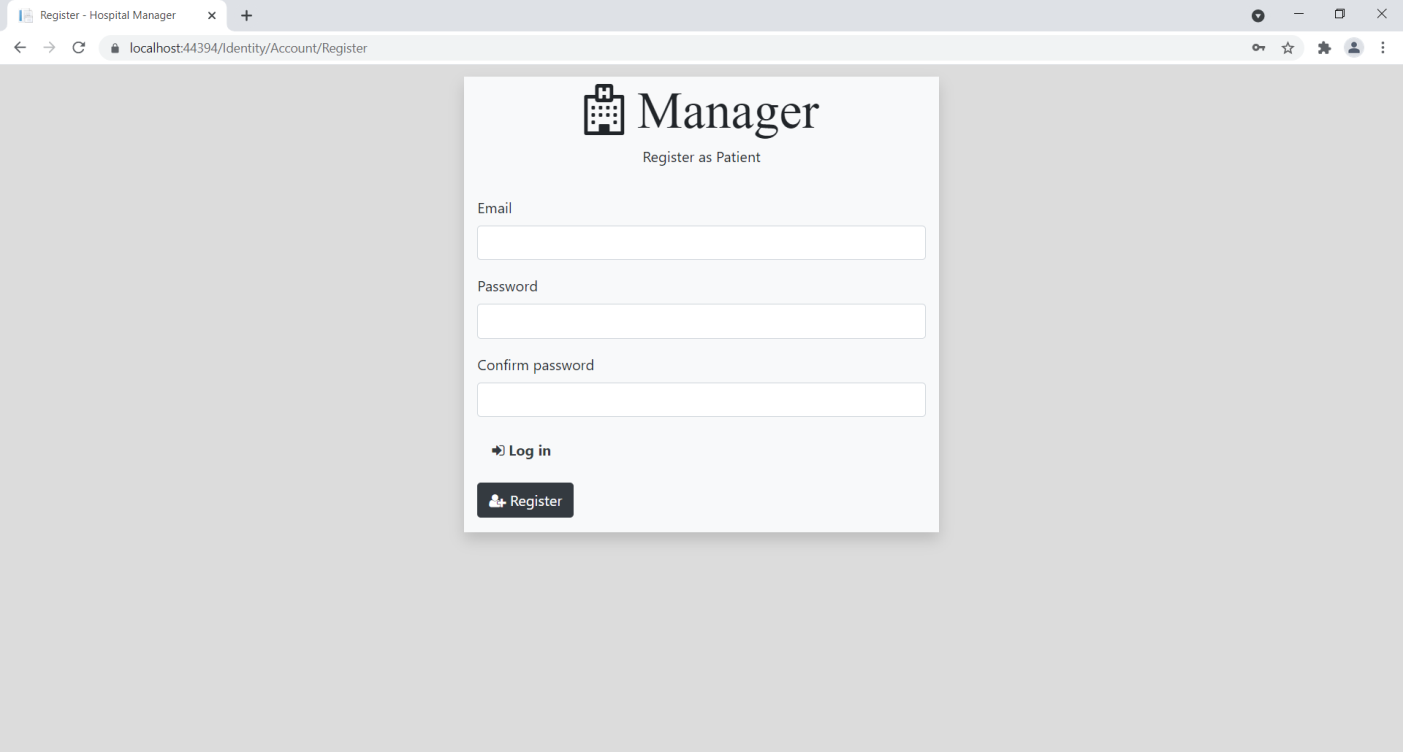 Register - Hospital Manager
localhost:44394/Identity/Account/Register
H Manager
Register as Patient
Email
Password
Confirm password
Log in
Register